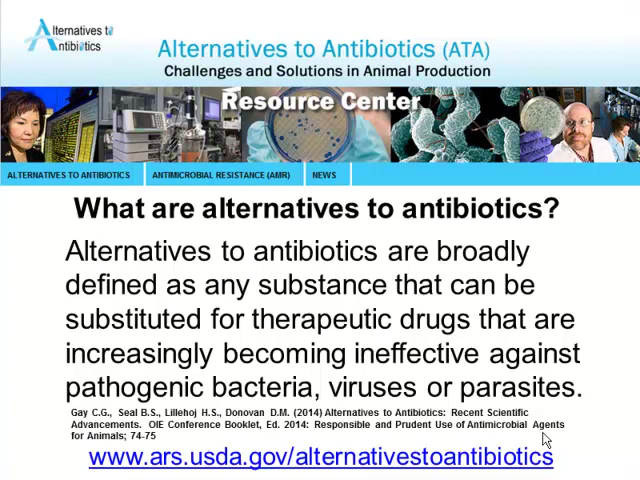 Alternatives to
Antibiotics
Alternatives to Antibiotics (ATA)
Challenges and Solutions in Animal Production
Resource Center
ALTERNATIVES TO ANTIBIOTICS ANTIMICROBIAL RESISTANCE (AMR) NEWS
What are alternatives to antibiotics?
Alternatives to antibiotics are broadly
defined as any substance that can be
substituted for therapeutic drugs that are
increasingly becoming ineffective against
pathogenic bacteria, viruses or parasites.
Gay C.G., Seal B.S., Lillehoj H.S., Donovan D.M. (2014) Alternatives to Antibiotics: Recent Scientific
Advancements. OIE Conference Booklet, Ed. 2014: Responsible and Prudent Use of Antimicrobial Agents
for Animals; 74-75
www.ars.usda.gov/alternativestoantibiotics